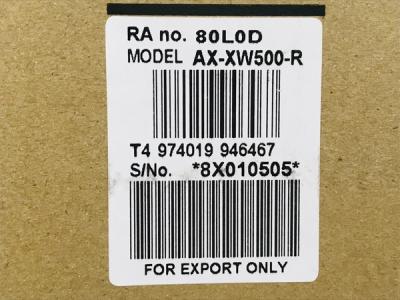 RA no. 80L0D
MODEL AX-XW500-R
T4 974019 946467
S/No. *8X010505*
FOR EXPORT ONLY